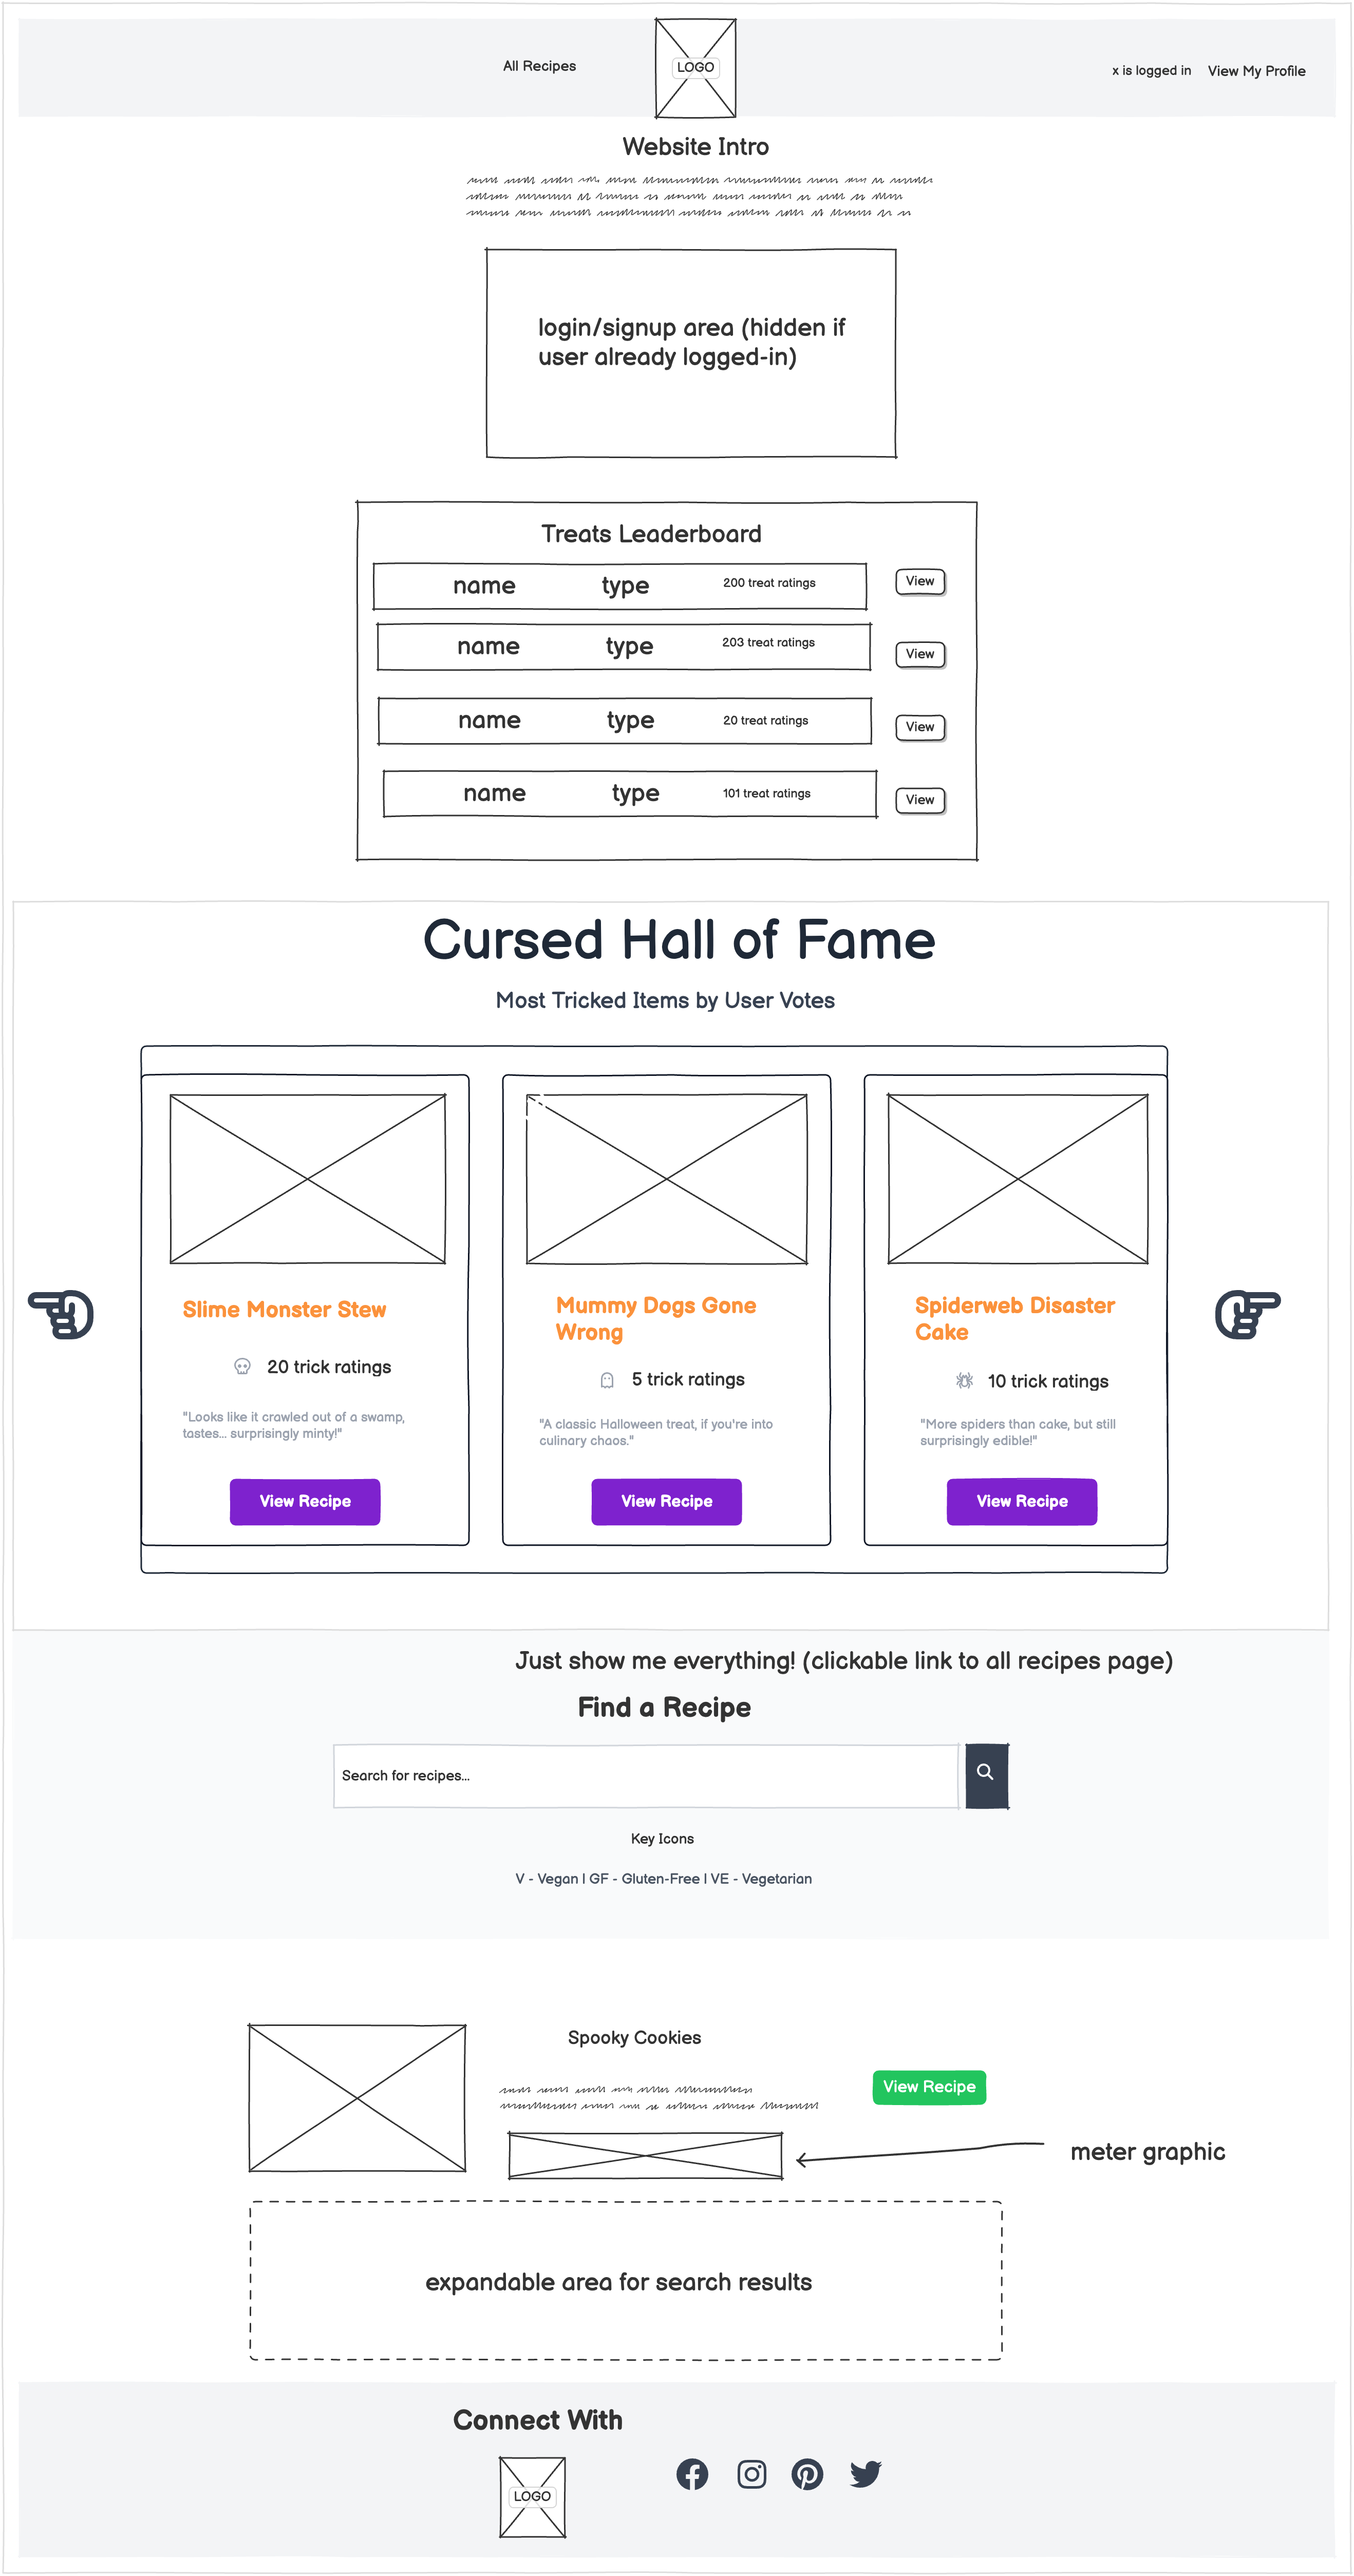 All Recipes
LOGO
x is logged in
View My Profile
Website Intro
login/signup area (hidden if
user already logged-in)
Treats Leaderboard
name type 200 treat ratings View
name type 203 treat ratings View
name type 20 treat ratings View
name type 101 treat ratings View
Cursed Hall of Fame
Most Tricked Items by User Votes
Slime Monster Stew
20 trick ratings
"Looks like it crawled out of a swamp,
tastes... surprisingly minty!"
View Recipe
Mummy Dogs Gone
Wrong
5 trick ratings
"A classic Halloween treat, if you're into
culinary chaos."
View Recipe
Spiderweb Disaster
Cake
10 trick ratings
"More spiders than cake, but still
surprisingly edible!"
View Recipe
Just show me everything! (clickable link to all recipes page)
Find a Recipe
Search for recipes...
Key Icons
V - Vegan | GF - Gluten-Free | VE - Vegetarian
Spooky Cookies
View Recipe
meter graphic
expandable area for search results
Connect With
LOGO